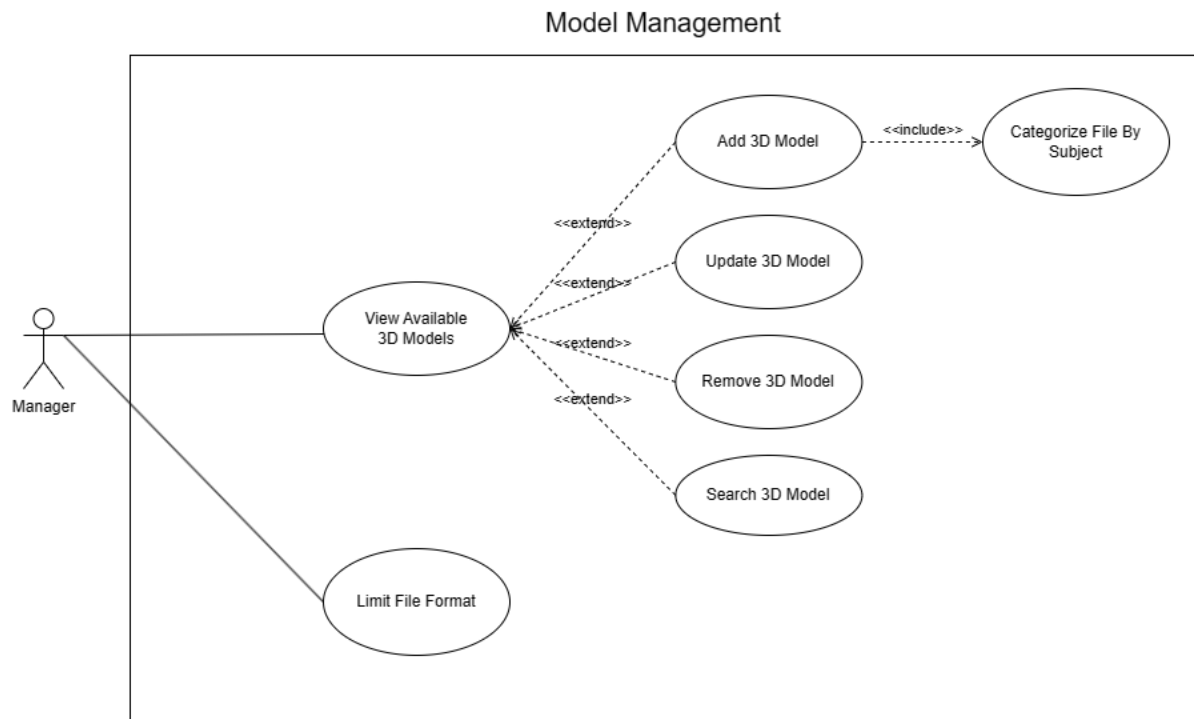 Model Management
Add 3D Model
<<include>>
Categorize File By
Subject
<<extend>>
Update 3D Model
<<extend>>
View Available
3D Models
<<extend>>
Remove 3D Model
<<extend>>
Manager
Search 3D Model
Limit File Format